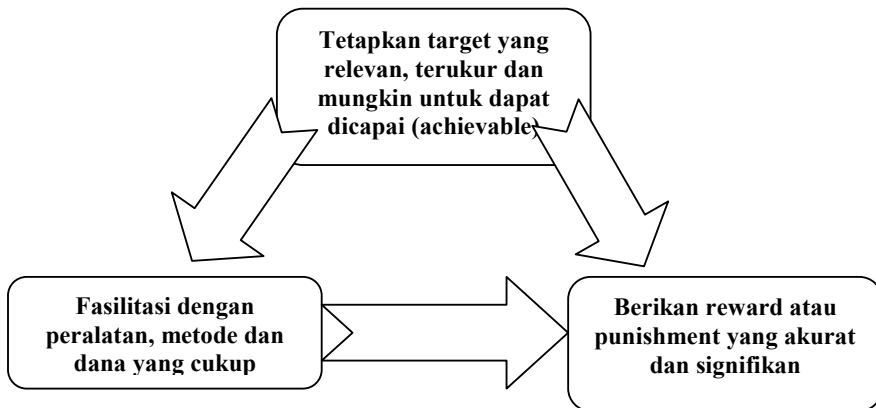 Tetapkan target yang
relevan, terukur dan
mungkin untuk dapat
dicapai (achievable)
Fasilitasi dengan
peralatan, metode dan
dana yang cukup
Berikan reward atau
punishment yang akurat
dan signifikan